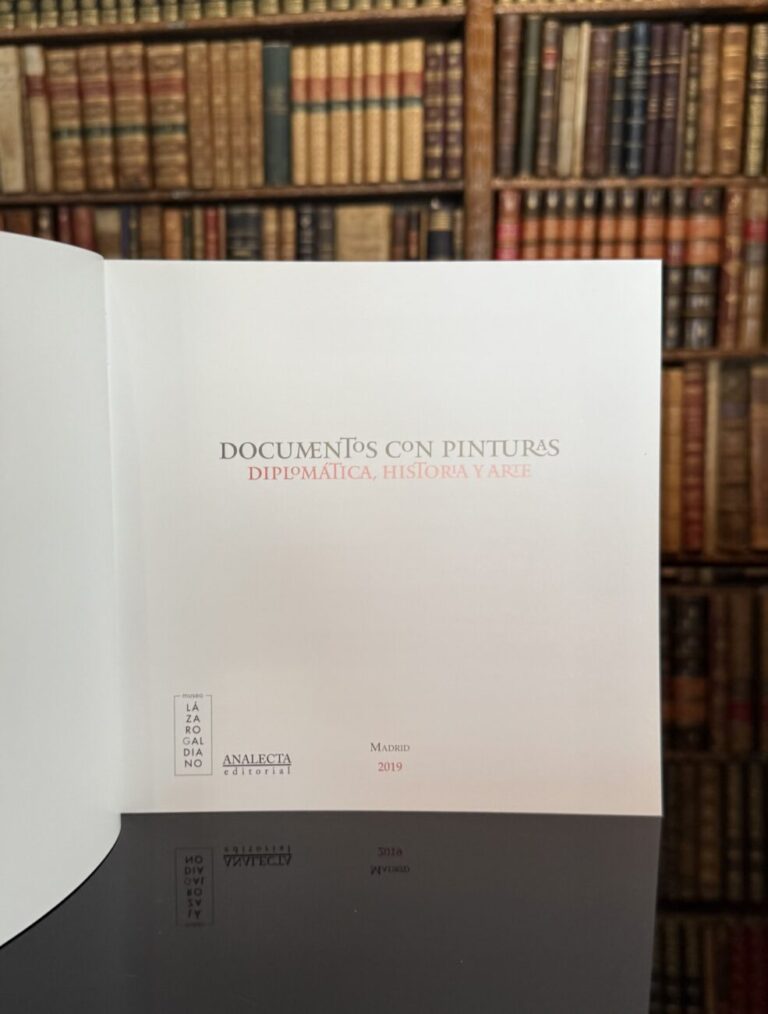 DOCUMENTOS CON PINTURAS
DIPLOMÁTICA, HISTORIA Y ARTE
museo
LÁ
ZA
RO
GAL
DIA
NO
ANALECTA
editorial
MADRID
2019